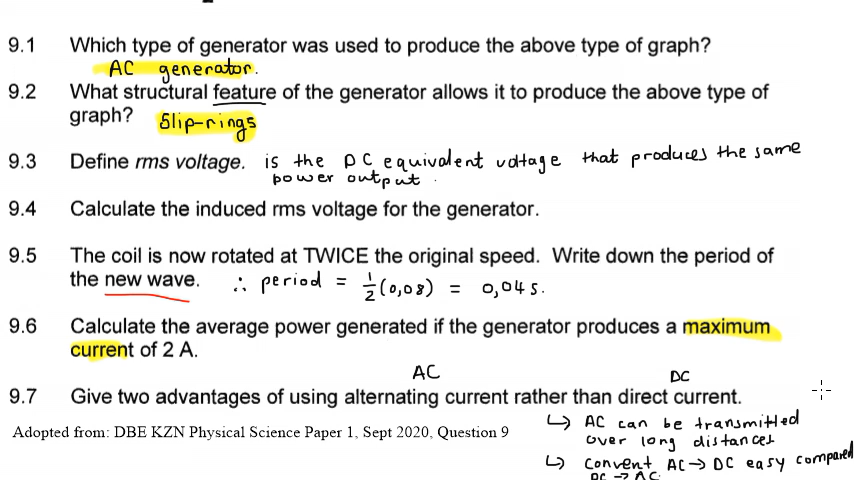 9.1 Which type of generator was used to produce the above type of graph?
AC generator.
9.2 What structural feature of the generator allows it to produce the above type of
graph? Slip-rings
9.3 Define rms voltage. is the DC equivalent voltage that produces the same
power output.
9.4 Calculate the induced rms voltage for the generator.
9.5 The coil is now rotated at TWICE the original speed. Write down the period of
the new wave. ∴ period = 1/2 (0,08) = 0,04s.
9.6 Calculate the average power generated if the generator produces a maximum
current of 2 A.
AC DC
9.7 Give two advantages of using alternating current rather than direct current.
↳ AC can be transmitted
Adopted from: DBE KZN Physical Science Paper 1, Sept 2020, Question 9
over long distances
↳ Convent AC → DC easy compared
DC → AC